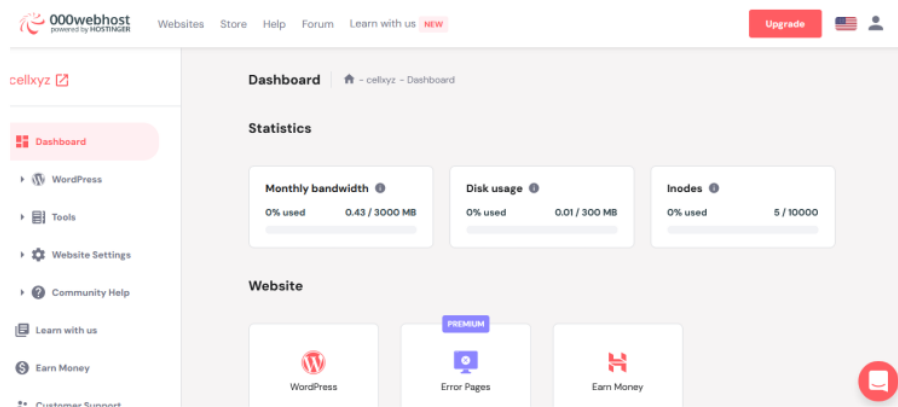 000webhost
powered by HOSTINGER
Websites Store Help Forum Learn with us NEW
Upgrade
cellxyz
Dashboard
WordPress
Tools
Website Settings
Community Help
Learn with us
Earn Money
Customer Support
Dashboard - cellxyz - Dashboard
Statistics
Monthly bandwidth
0% used 0.43 / 3000 MB
Disk usage
0% used 0.01 / 300 MB
Inodes
0% used 5 / 10000
Website
WordPress
PREMIUM
Error Pages
Earn Money